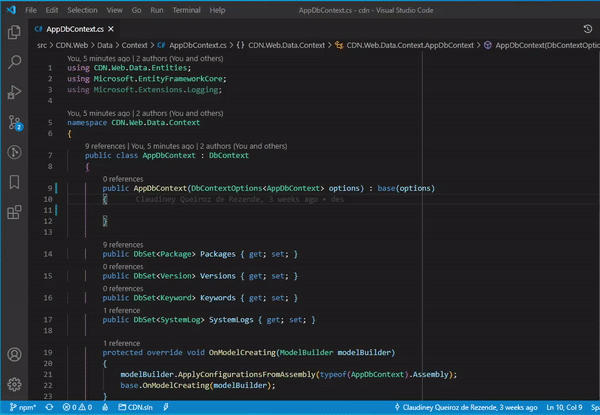 File Edit Selection View Go Run Terminal Help
AppDbContext.cs - cdn - Visual Studio Code
AppDbContext.cs
src > CDN.Web > Data > Context > AppDbContext.cs > {} CDN.Web.Data.Context > CDN.Web.Data.Context.AppDbContext > AppDbContext(DbContextOptio
You, 5 minutes ago | 2 authors (You and others)
1 using CDN.Web.Data.Entities;
2 using Microsoft.EntityFrameworkCore;
3 using Microsoft.Extensions.Logging;
4
You, 5 minutes ago | 2 authors (You and others)
5 namespace CDN.Web.Data.Context
6 {
9 references | You, 5 minutes ago | 2 authors (You and others)
7 public class AppDbContext : DbContext
8 {
0 references
9 public AppDbContext(DbContextOptions<AppDbContext> options) : base(options)
10 { Claudiney Queiroz de Rezende, 3 weeks ago • des
11
12 }
13
9 references
14 public DbSet<Package> Packages { get; set; }
0 references
15 public DbSet<Version> Versions { get; set; }
0 references
16 public DbSet<Keyword> Keywords { get; set; }
1 reference
17 public DbSet<SystemLog> SystemLogs { get; set; }
18
1 reference
19 protected override void OnModelCreating(ModelBuilder modelBuilder)
20 {
21 modelBuilder.ApplyConfigurationsFromAssembly(typeof(AppDbContext).Assembly);
22 base.OnModelCreating(modelBuilder);
23 }
2
npm* 0 0 CDN.sln Claudiney Queiroz de Rezende, 3 weeks ago Ln 10, Col 9 Spac